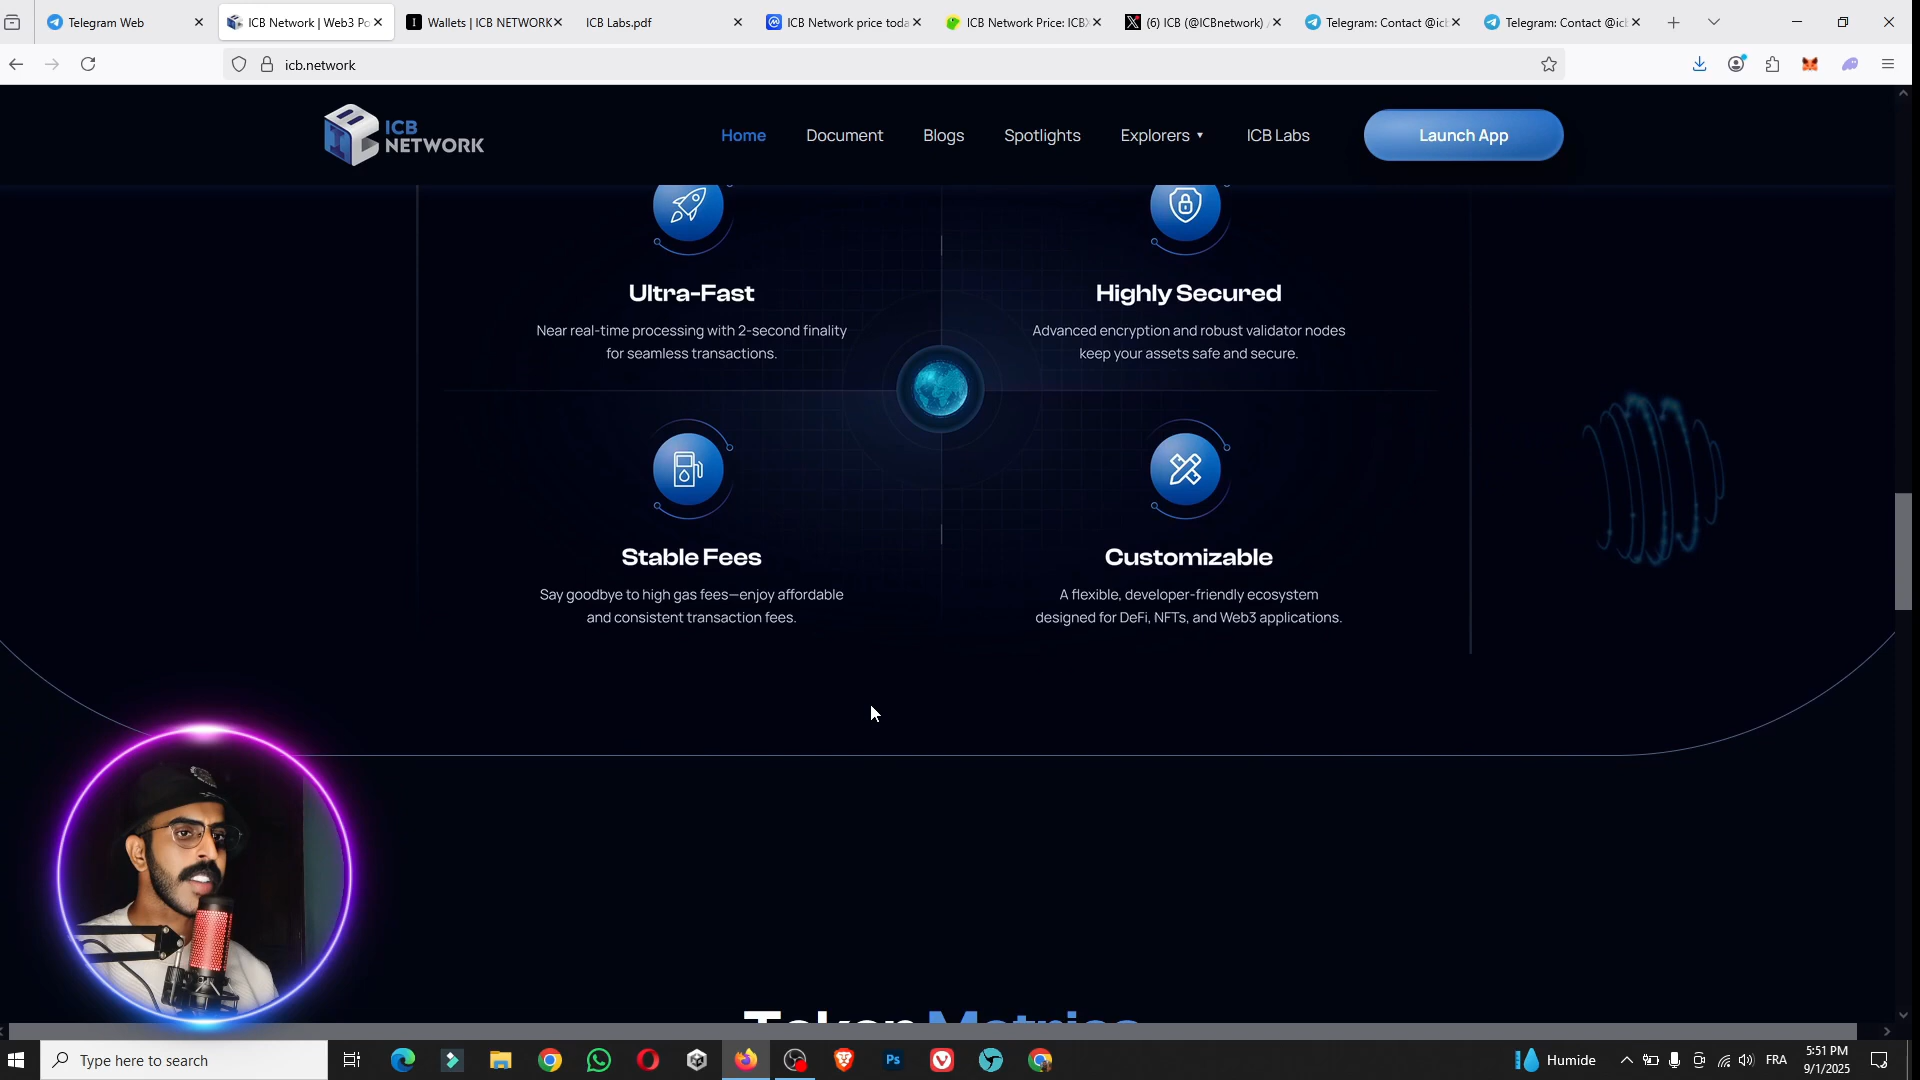 Telegram Web
ICB Network | Web3 Po
Wallets | ICB NETWORK
ICB Labs.pdf
ICB Network price toda
ICB Network Price: ICBX
(6) ICB (@ICBnetwork) /
Telegram: Contact @icb
Telegram: Contact @icb
icb.network
ICB
NETWORK
Home
Document
Blogs
Spotlights
Explorers
ICB Labs
Launch App
Ultra-Fast
Near real-time processing with 2-second finality
for seamless transactions.
Highly Secured
Advanced encryption and robust validator nodes
keep your assets safe and secure.
Stable Fees
Say goodbye to high gas fees—enjoy affordable
and consistent transaction fees.
Customizable
A flexible, developer-friendly ecosystem
designed for DeFi, NFTs, and Web3 applications.
Token Metrics
Type here to search
Ps
Humide
FRA
5:51 PM
9/1/2025